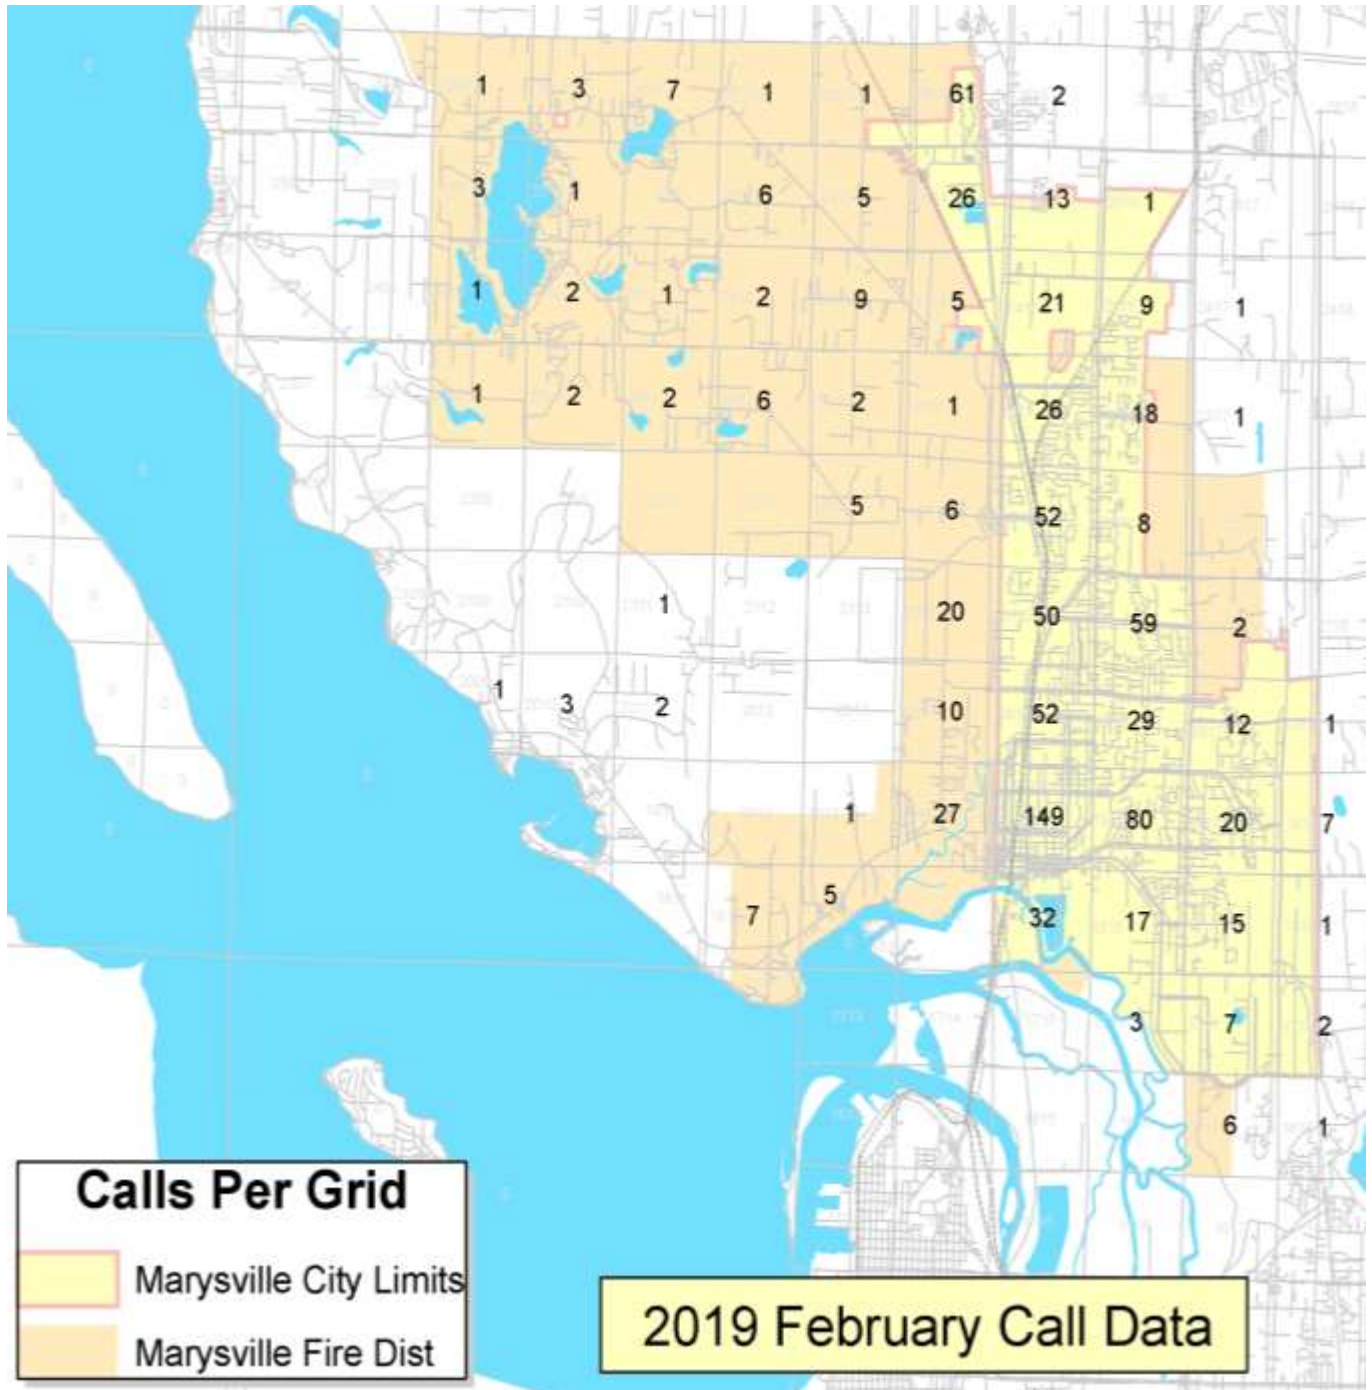 1 3 7 1 1 61 2
3 1 6 5 26 13 1
1 2 1 2 9 5 21 9 1
1 2 2 6 2 1 26 18 1
5 6 52 8
1 20 50 59 2
1 3 2 10 52 29 12 1
1 27 149 80 20 7
7 5 32 17 15 1
3 7 2
6 1
Calls Per Grid
Marysville City Limits
Marysville Fire Dist
2019 February Call Data